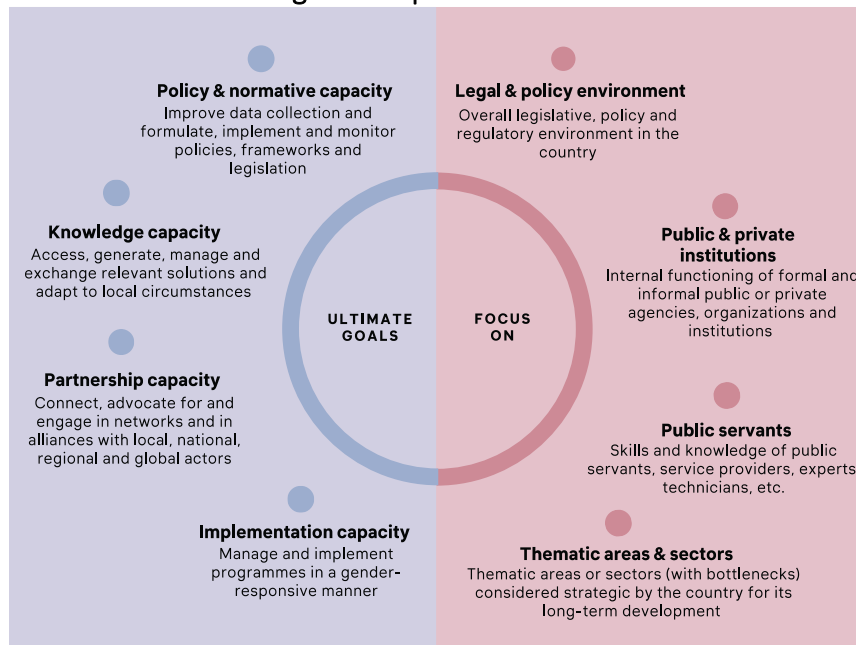 Policy & normative capacity
Improve data collection and
formulate, implement and monitor
policies, frameworks and
legislation
Knowledge capacity
Access, generate, manage and
exchange relevant solutions and
adapt to local circumstances
Partnership capacity
Connect, advocate for and
engage in networks and in
alliances with local, national,
regional and global actors
Implementation capacity
Manage and implement
programmes in a gender-
responsive manner
ULTIMATE
GOALS
FOCUS
ON
Legal & policy environment
Overall legislative, policy and
regulatory environment in the
country
Public & private
institutions
Internal functioning of formal and
informal public or private
agencies, organizations and
institutions
Public servants
Skills and knowledge of public
servants, service providers, experts
technicians, etc.
Thematic areas & sectors
Thematic areas or sectors (with bottlenecks)
considered strategic by the country for its
long-term development